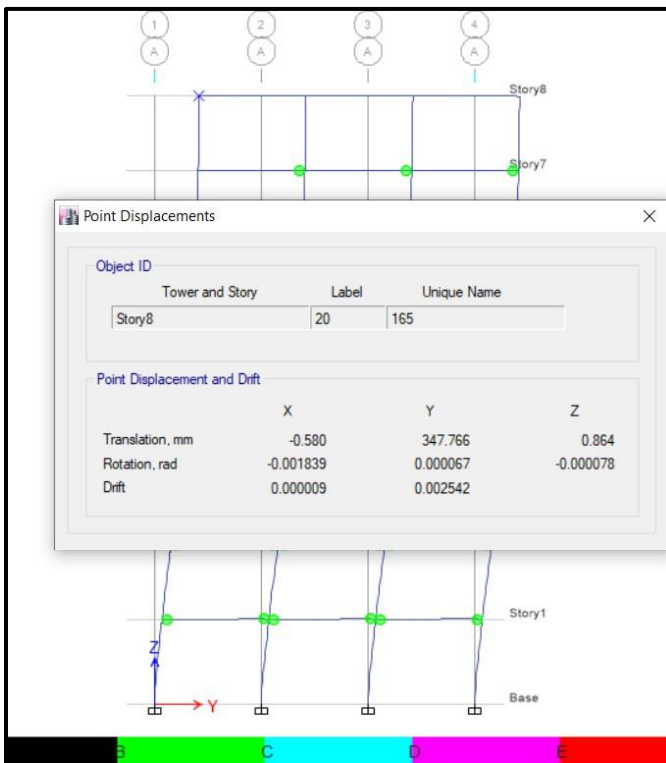 1 2 3 4
A A A A
Story8
Story7
Point Displacements
Object ID
Tower and Story Label Unique Name
Story8 20 165
Point Displacement and Drift
X Y Z
Translation, mm -0.580 347.766 0.864
Rotation, rad -0.001839 0.000067 -0.000078
Drift 0.000009 0.002542
Story1
Z
Y
Base
B C D E